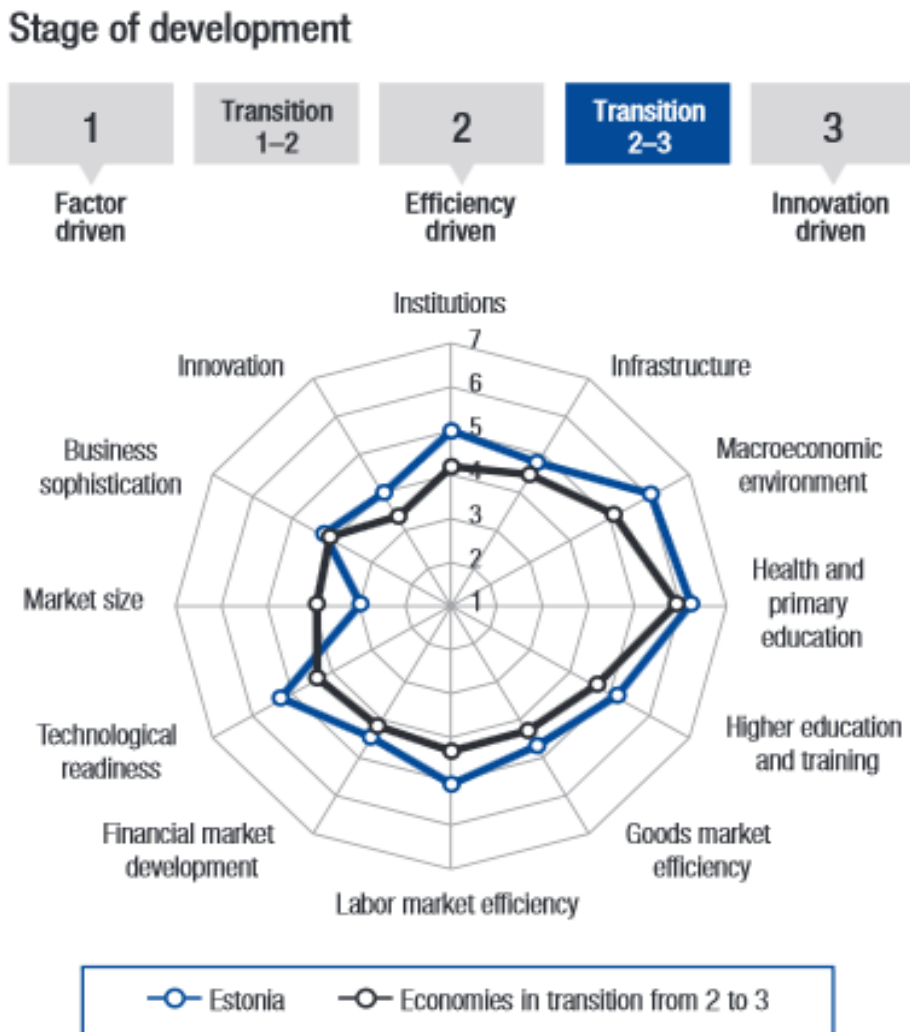 Stage of development
1
Transition
1–2
2
Transition
2–3
3
Factor
driven
Efficiency
driven
Innovation
driven
Institutions
Innovation
Infrastructure
Business
sophistication
Macroeconomic
environment
Market size
Health and
primary
education
Technological
readiness
Higher education
and training
Financial market
development
Goods market
efficiency
Labor market efficiency
7
6
5
4
3
2
1
Estonia
Economies in transition from 2 to 3